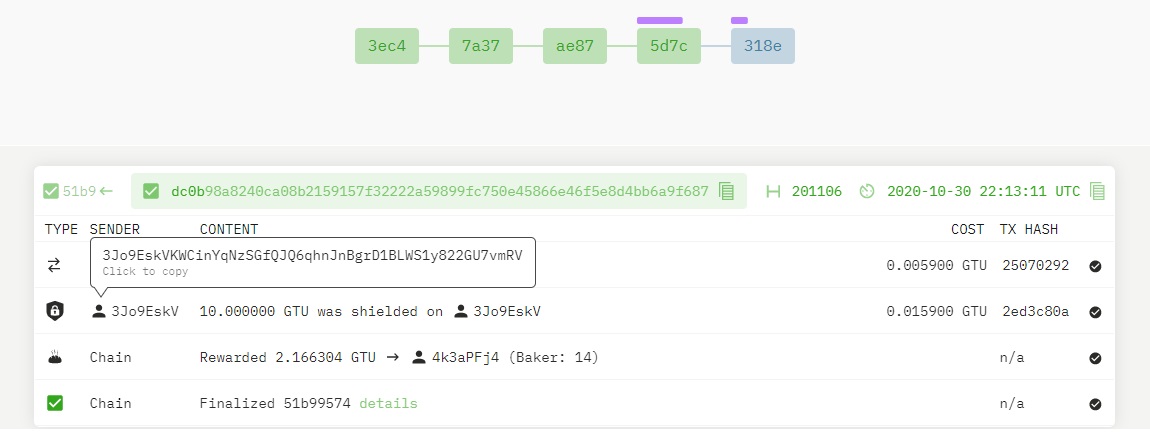 3ec4 7a37 ae87 5d7c 318e
51b9 dc0b98a8240ca08b2159157f32222a59899fc750e45866e46f5e8d4bb6a9f687 201106 2020-10-30 22:13:11 UTC
TYPE SENDER CONTENT COST TX HASH
3Jo9EskVKWCinYqNzSGfQJQ6qhnJnBgrD1BLWS1y822GU7vmRV
Click to copy
0.005900 GTU 25070292
3Jo9EskV 10.000000 GTU was shielded on 3Jo9EskV 0.015900 GTU 2ed3c80a
Chain Rewarded 2.166304 GTU → 4k3aPFj4 (Baker: 14) n/a
Chain Finalized 51b99574 details n/a